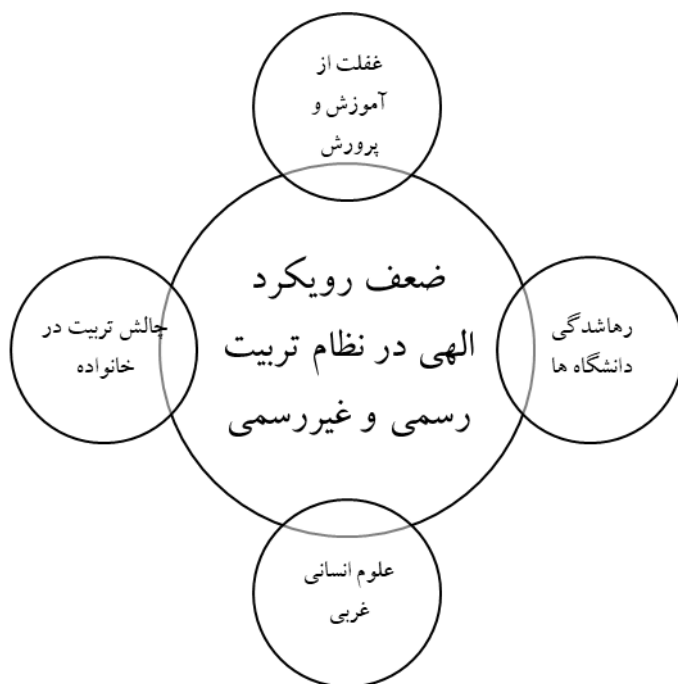 غفلت از
آموزش و
پرورش
ضعف رویکرد
الهی در نظام تربیت
رسمی و غیررسمی
رهاشدگی
دانشگاه ها
چالش تربیت در
خانواده
علوم انسانی
غربی